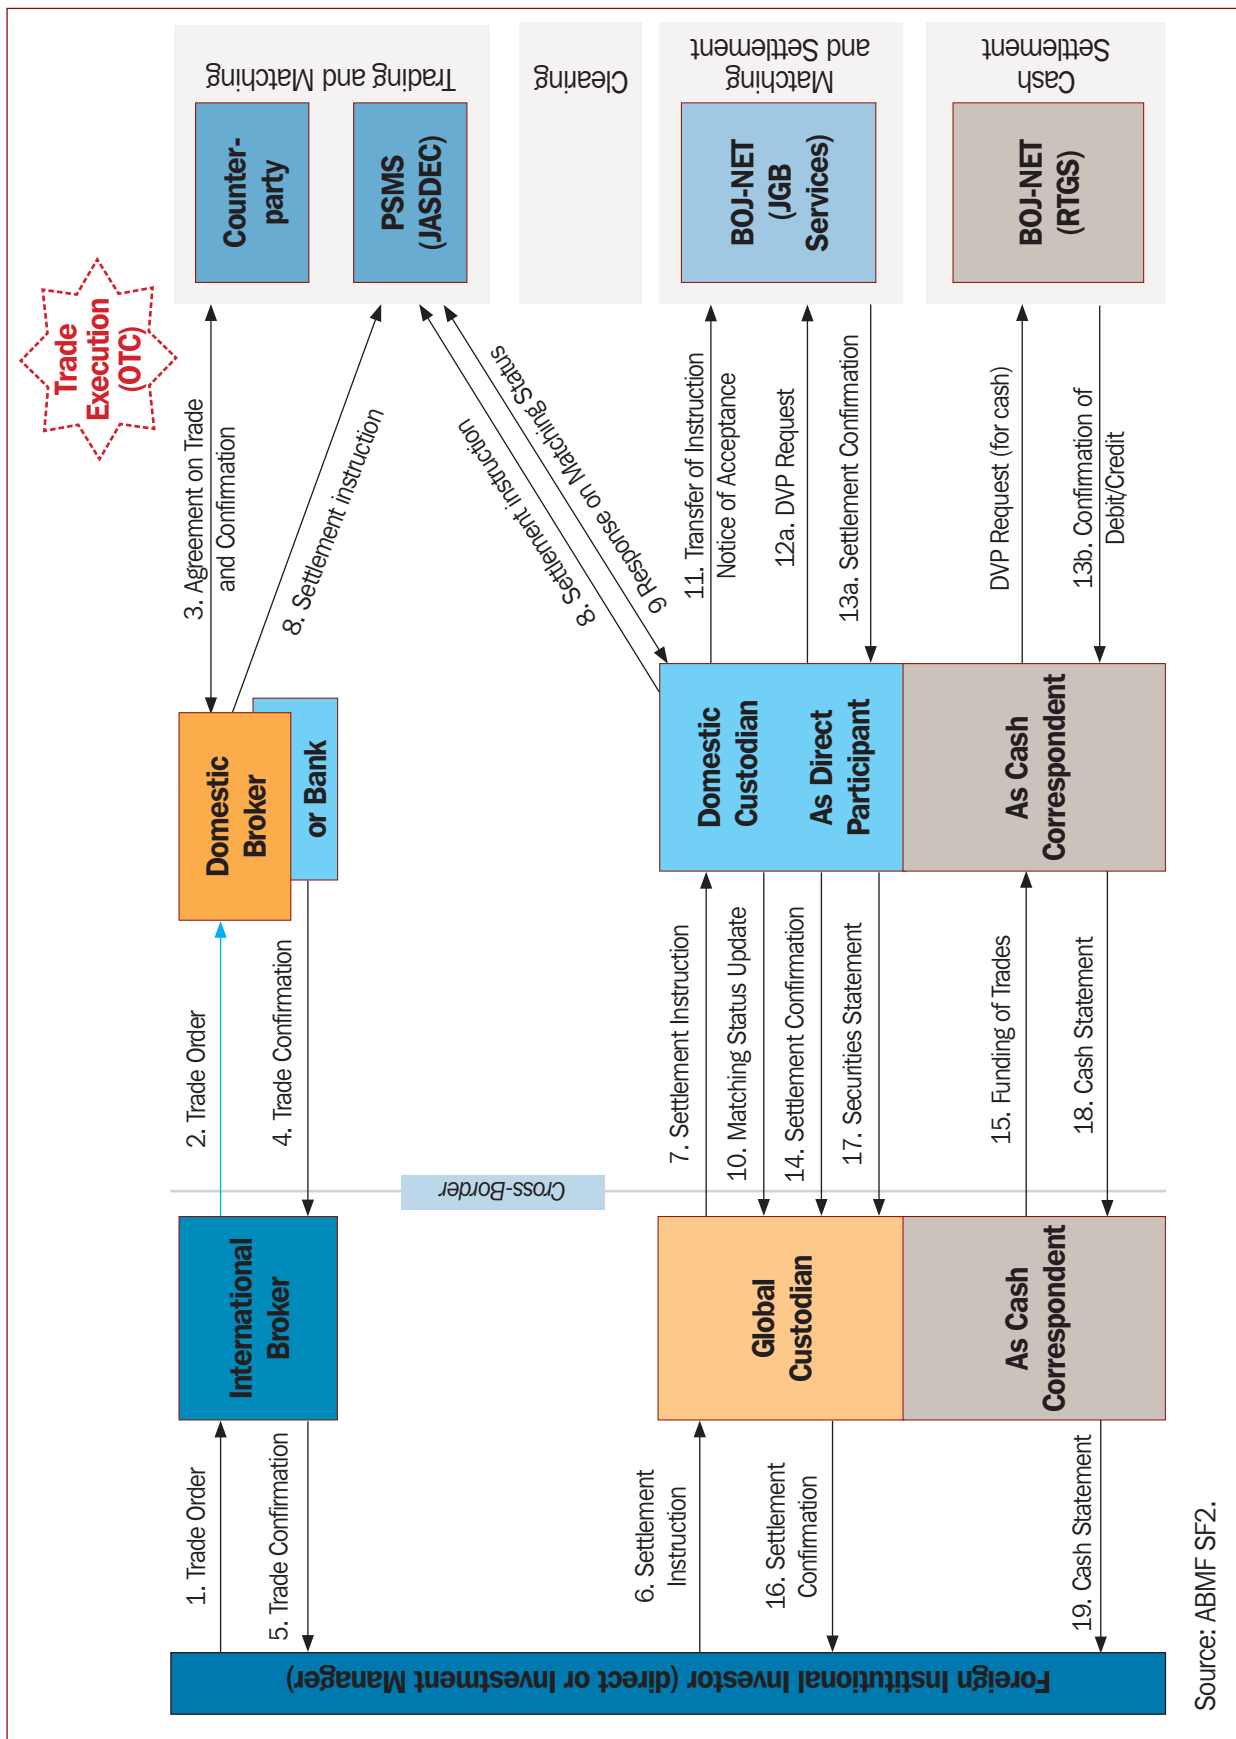 Trade
Execution
(OTC)
Foreign Institutional Investor (direct or Investment Manager)
1. Trade Order
5. Trade Confirmation
International
Broker
2. Trade Order
4. Trade Confirmation
Domestic
Broker
or Bank
3. Agreement on Trade
and Confirmation
8. Settlement instruction
Counter-
party
PSMS
(JASDEC)
Trading and Matching
Cross-Border
Clearing
8. Settlement instruction
9 Response on Matching Status
6. Settlement
Instruction
16. Settlement
Confirmation
Global
Custodian
7. Settlement Instruction
10. Matching Status Update
14. Settlement Confirmation
17. Securities Statement
Domestic
Custodian
As Direct
Participant
11. Transfer of Instruction
Notice of Acceptance
12a. DVP Request
13a. Settlement Confirmation
BOJ-NET
(JGB
Services)
Matching
and Settlement
19. Cash Statement
As Cash
Correspondent
15. Funding of Trades
18. Cash Statement
As Cash
Correspondent
DVP Request (for cash)
13b. Confirmation of
Debit/Credit
BOJ-NET
(RTGS)
Cash
Settlement
Source: ABMF SF2.